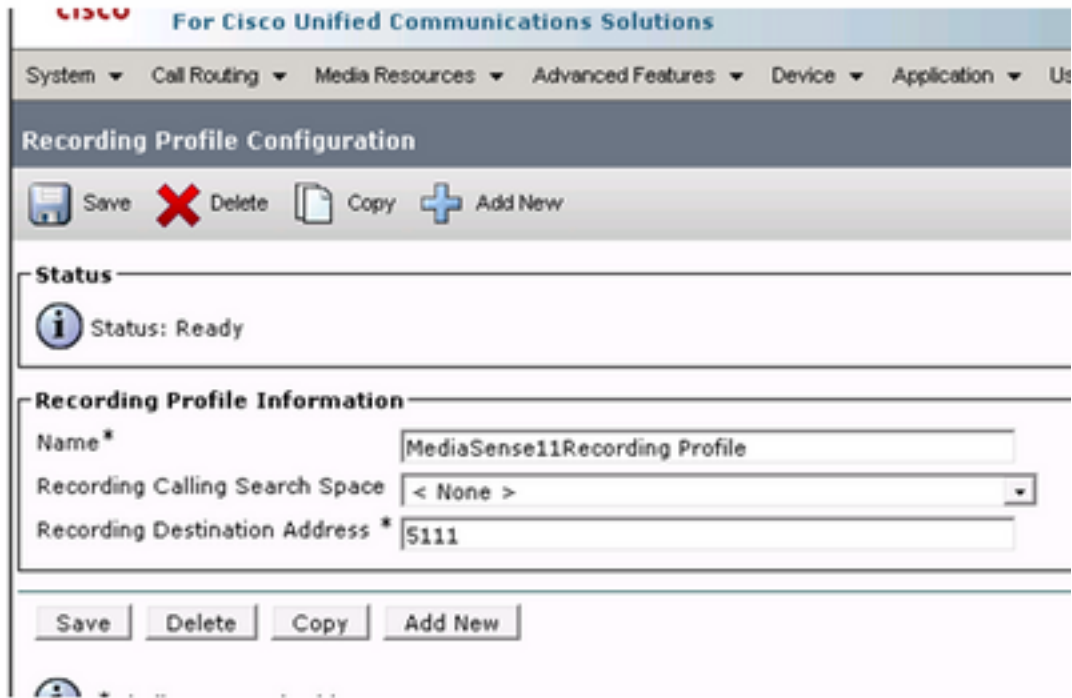 CISCO
For Cisco Unified Communications Solutions
System Call Routing Media Resources Advanced Features Device Application Us
Recording Profile Configuration
Save Delete Copy Add New
Status
Status: Ready
Recording Profile Information
Name* MediaSense11Recording Profile
Recording Calling Search Space < None >
Recording Destination Address * 5111
Save Delete Copy Add New